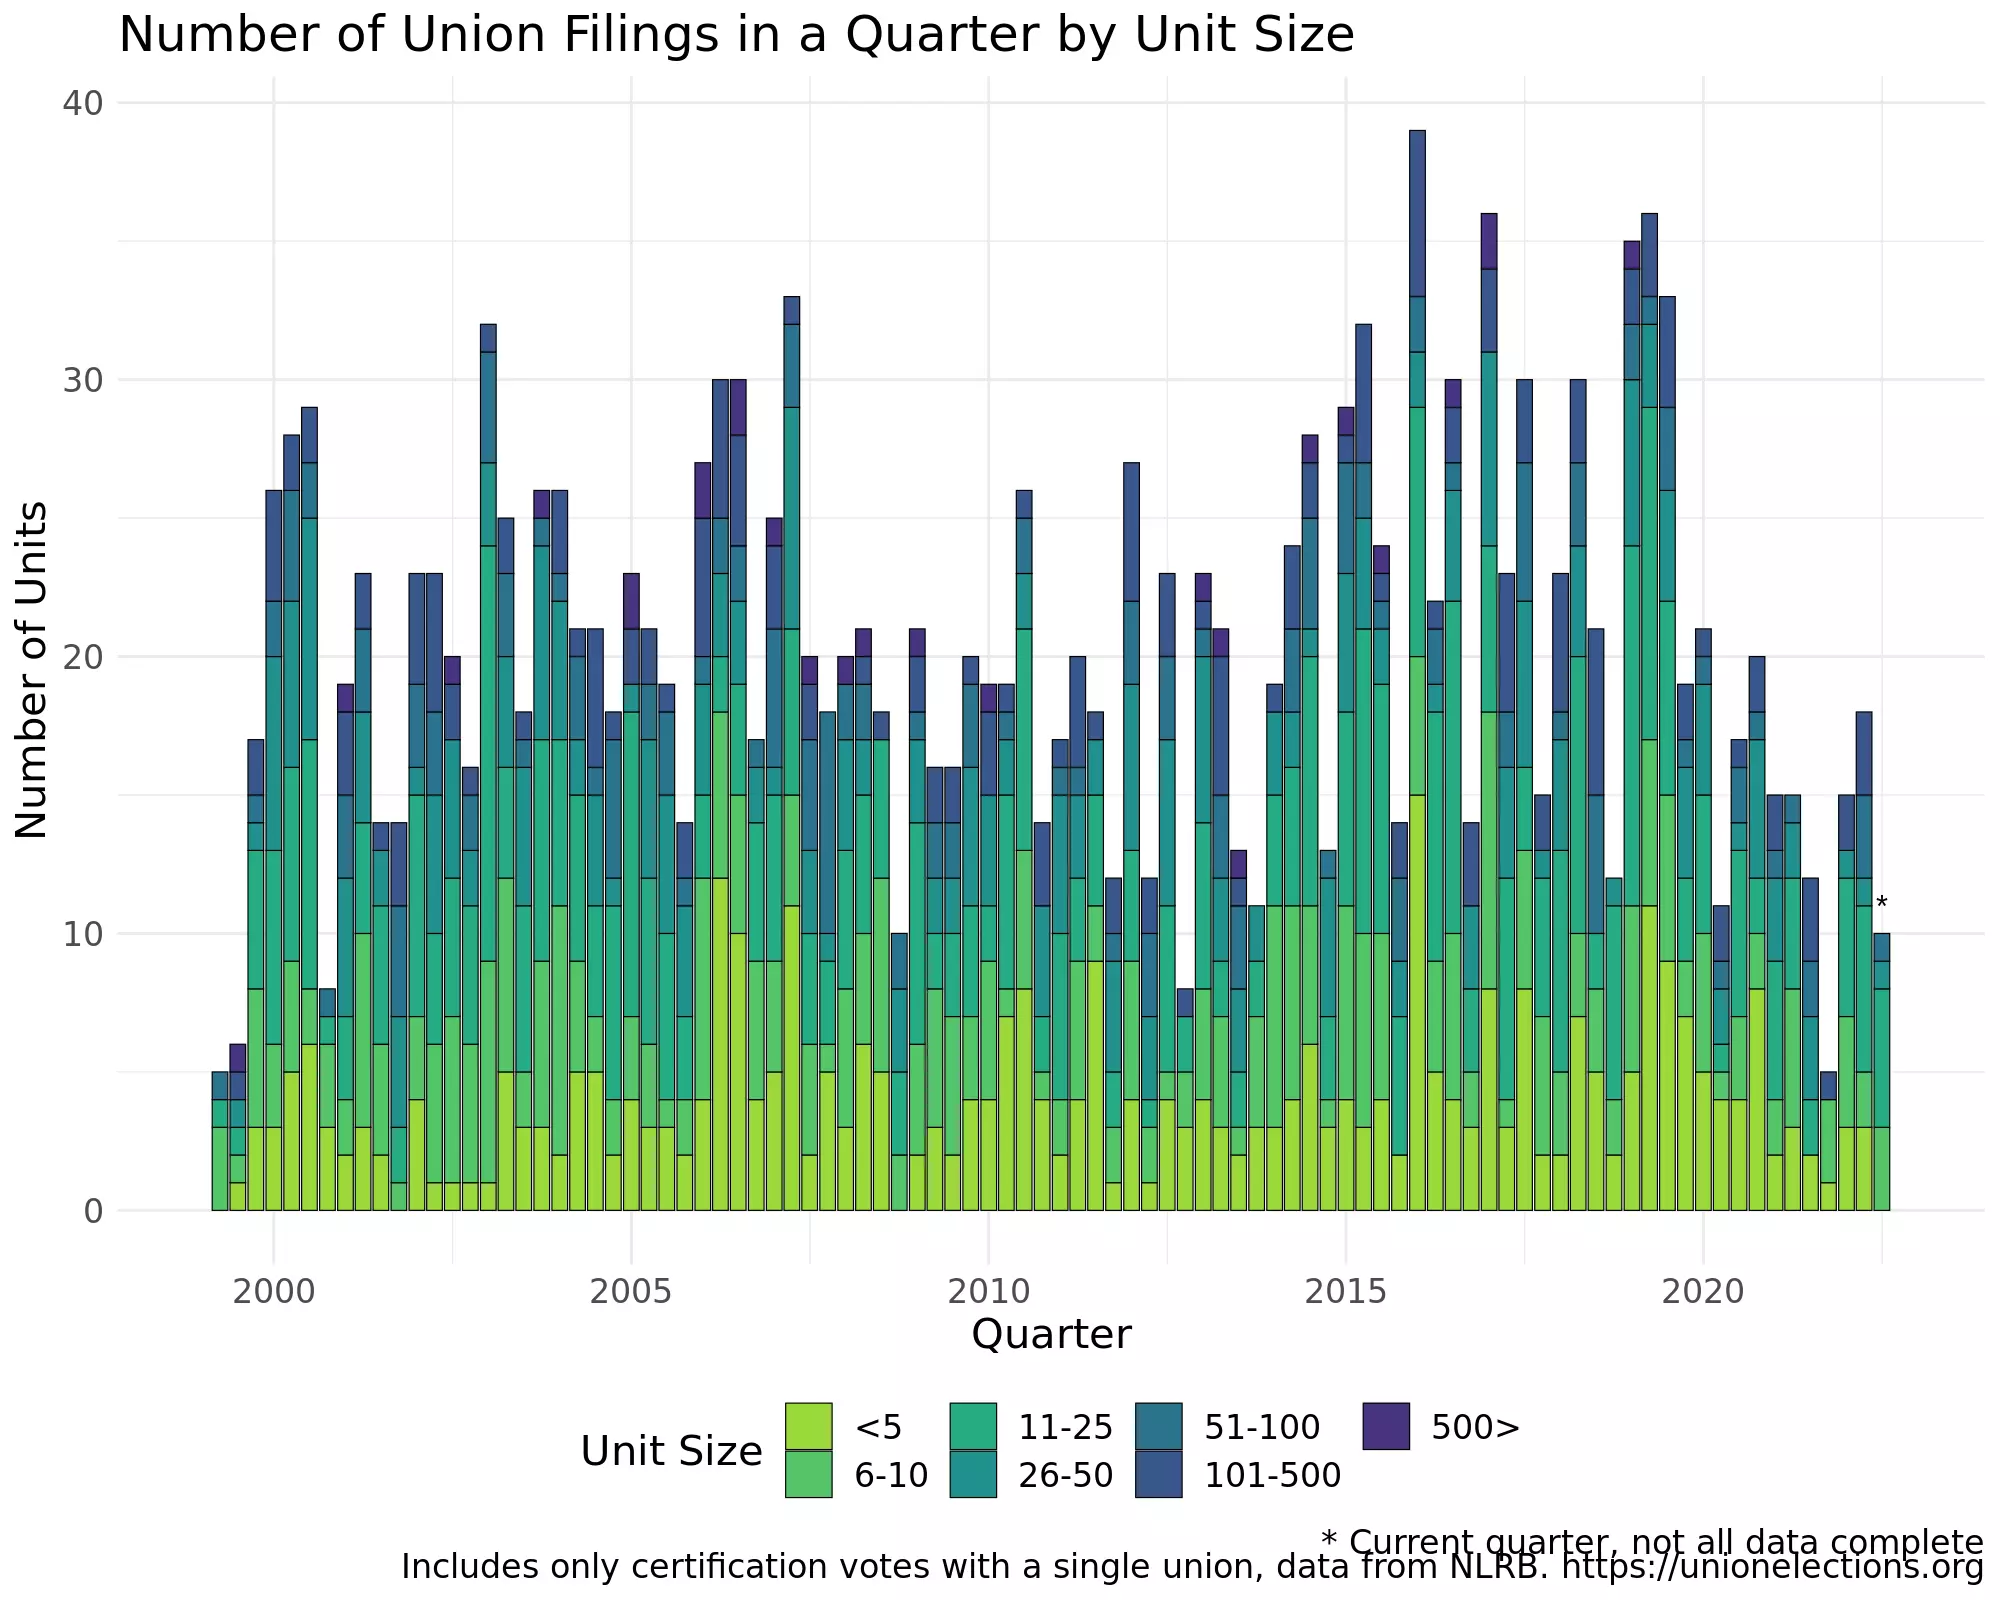 Number of Union Filings in a Quarter by Unit Size
Number of Units
40
30
20
10
0
*
2000 2005 2010 2015 2020
Quarter
Unit Size
<5 11-25 51-100 500>
6-10 26-50 101-500
* Current quarter, not all data complete
Includes only certification votes with a single union, data from NLRB. https://unionelections.org